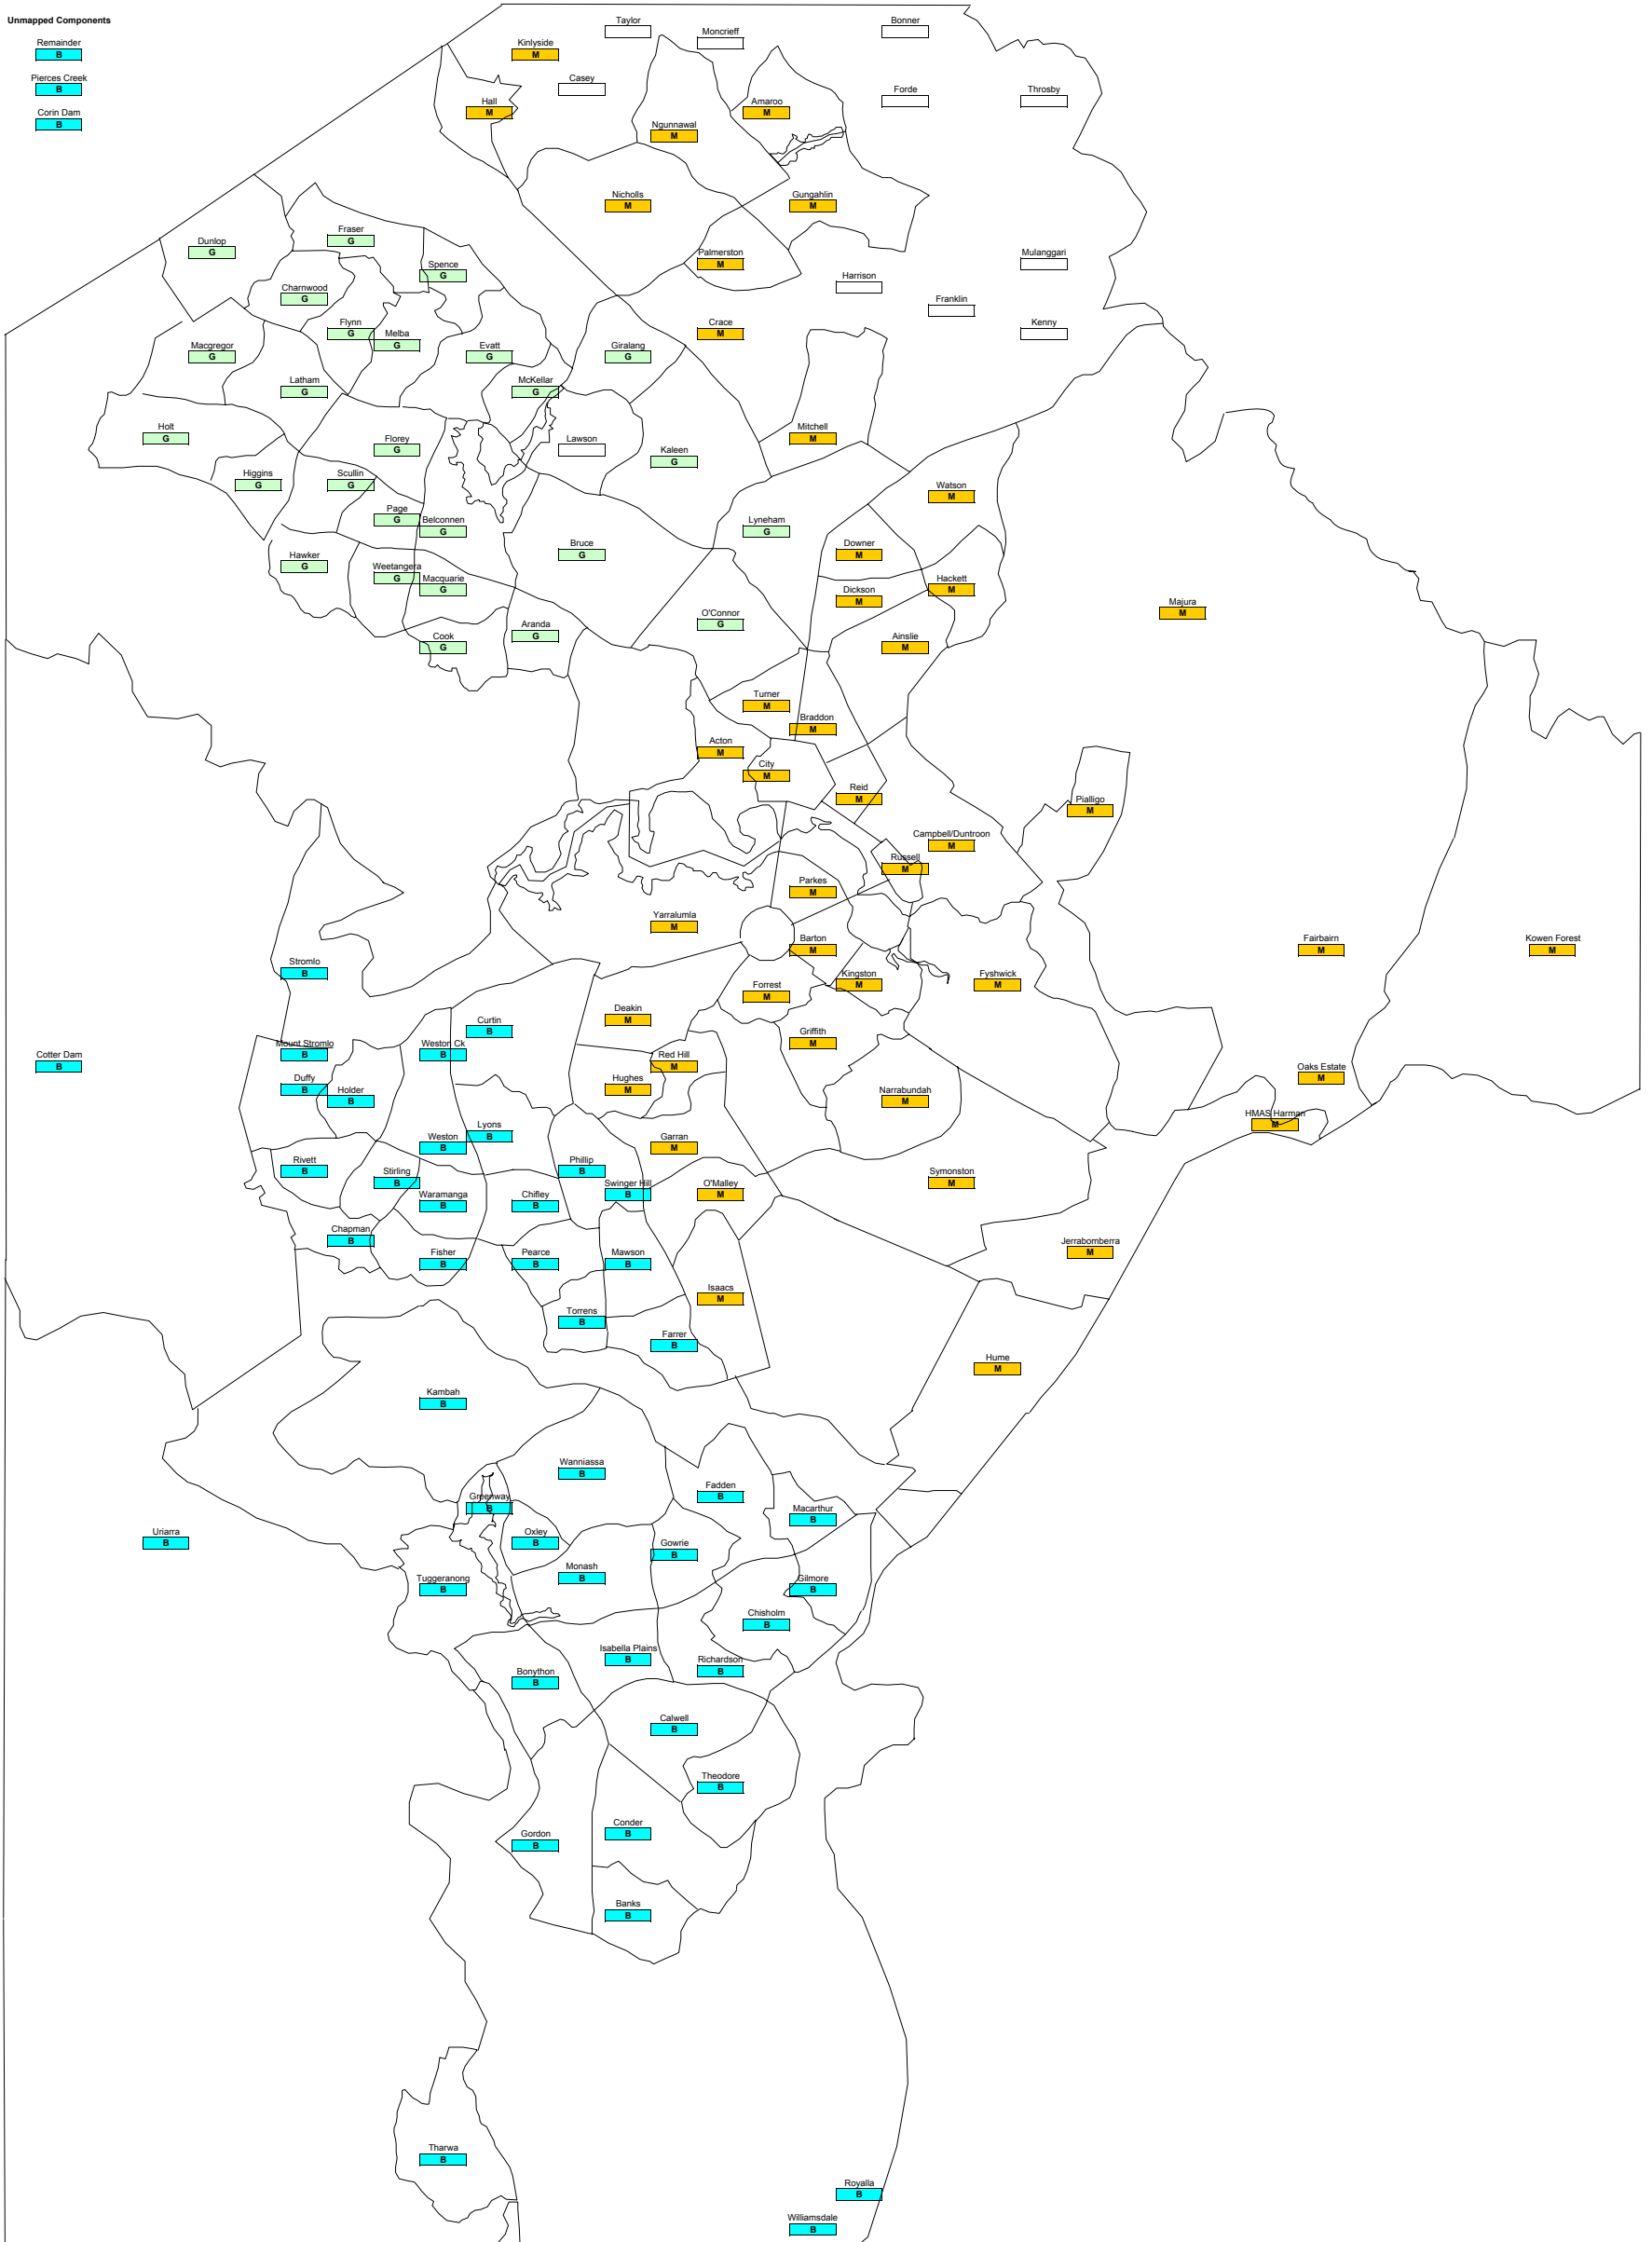 Unmapped Components
Remainder
B
Pierces Creek
B
Corin Dam
B
Taylor
Moncrieff
Bonner
Kinlyside
M
Casey
Hall
M
Amaroo
M
Forde
Throsby
Ngunnawal
M
Nicholls
M
Gungahlin
M
Dunlop
G
Fraser
G
Spence
G
Palmerston
M
Mulanggari
Charnwood
G
Harrison
Franklin
Flynn
G
Melba
G
Crace
M
Kenny
Macgregor
G
Evatt
G
Giralang
G
Latham
G
McKellar
G
Holt
G
Florey
G
Lawson
Kaleen
G
Mitchell
M
Higgins
G
Scullin
G
Watson
M
Page
G
Belconnen
G
Lyneham
G
Bruce
G
Downer
M
Hawker
G
Weetangera
G
Macquarie
G
Dickson
M
Hackett
M
Majura
M
Cook
G
Aranda
G
O'Connor
G
Ainslie
M
Turner
M
Braddon
M
Acton
M
City
M
Reid
M
Pialligo
M
Campbell/Duntroon
M
Russell
M
Parkes
M
Yarralumla
M
Barton
M
Fairbairn
M
Kowen Forest
M
Stromlo
B
Forrest
M
Kingston
M
Fyshwick
M
Curtin
B
Deakin
M
Griffith
M
Cotter Dam
B
Mount Stromlo
B
Weston Ck
B
Red Hill
M
Duffy
B
Holder
B
Hughes
M
Narrabundah
M
Oaks Estate
M
HMAS Harman
M
Weston
B
Lyons
B
Garran
M
Rivett
B
Stirling
B
Phillip
B
Symonston
M
Waramanga
B
Chifley
B
Swinger Hill
B
O'Malley
M
Chapman
B
Fisher
B
Pearce
B
Mawson
B
Jerrabomberra
M
Isaacs
M
Torrens
B
Farrer
B
Hume
M
Kambah
B
Wanniassa
B
Fadden
B
Greenway
B
Macarthur
B
Uriarra
B
Oxley
B
Gowrie
B
Tuggeranong
B
Monash
B
Gilmore
B
Chisholm
B
Isabella Plains
B
Richardson
B
Bonython
B
Calwell
B
Theodore
B
Gordon
B
Conder
B
Banks
B
Tharwa
B
Royalla
B
Williamsdale
B